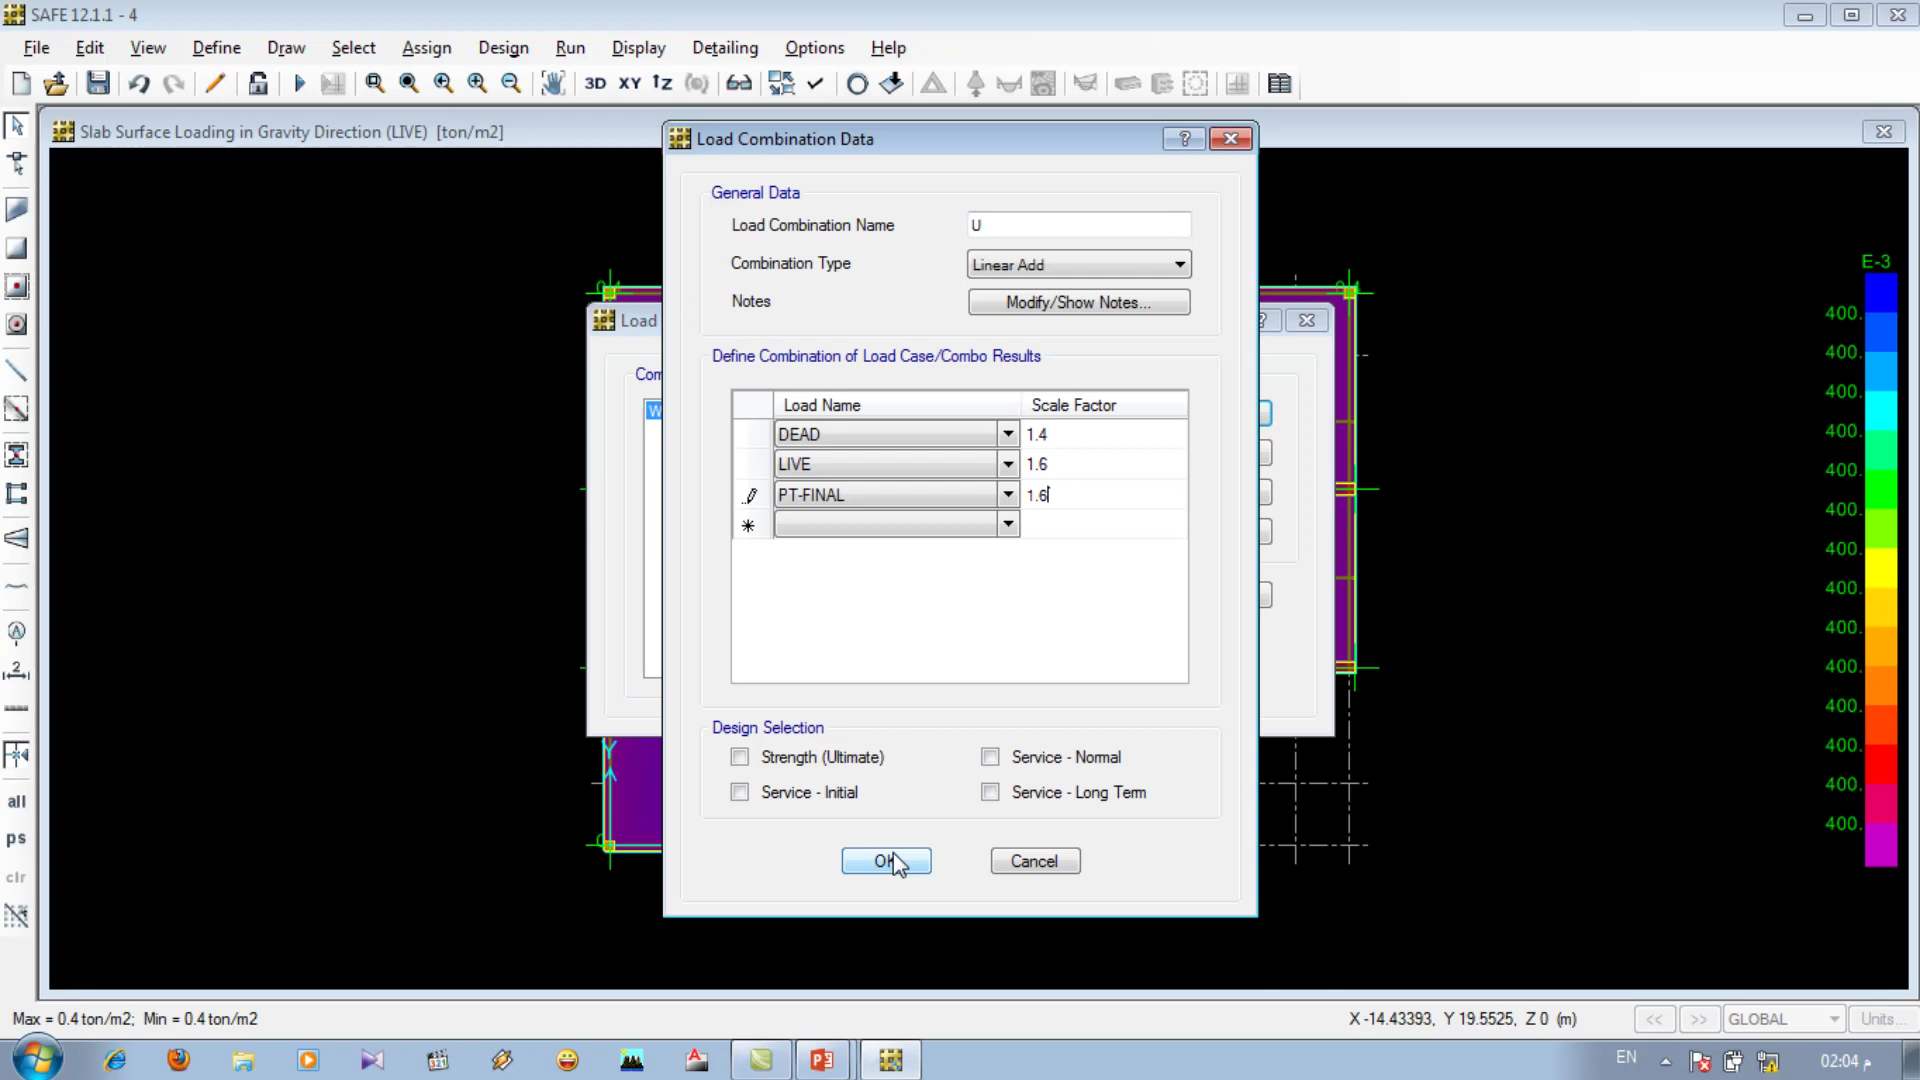 SAFE 12.1.1 - 4
File Edit View Define Draw Select Assign Design Run Display Detailing Options Help
3D XY
Slab Surface Loading in Gravity Direction (LIVE) [ton/m2]
Load Combination Data
General Data
Load Combination Name U
Combination Type Linear Add
Notes Modify/Show Notes...
Load
Com
W
Define Combination of Load Case/Combo Results
Load Name Scale Factor
DEAD 1.4
LIVE 1.6
PT-FINAL 1.6
Design Selection
Strength (Ultimate) Service - Normal
Service - Initial Service - Long Term
OK Cancel
E-3
400.
400.
400.
400.
400.
400.
400.
400.
400.
400.
400.
400.
400.
400.
all
ps
clr
Max = 0.4 ton/m2; Min = 0.4 ton/m2
X -14.43393, Y 19.5525, Z 0 (m)
<< >> GLOBAL Units...
EN
02:04 م